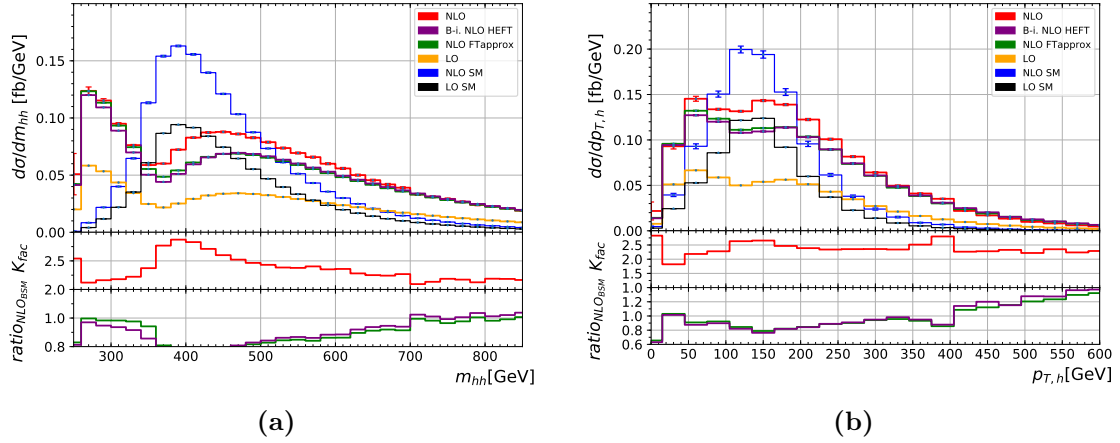 dσ/dm_hh [fb/GeV]
0.15
0.10
0.05
0.00
NLO
B-i. NLO HEFT
NLO FTapprox
LO
NLO SM
LO SM
K_fac
2.5
2.0
ratio_NLO_BSM
1.0
0.8
300 400 500 600 700 800
m_hh[GeV]
(a)
dσ/dp_T,h [fb/GeV]
0.20
0.15
0.10
0.05
0.00
NLO
B-i. NLO HEFT
NLO FTapprox
LO
NLO SM
LO SM
K_fac
2.5
2.0
1.5
ratio_NLO_BSM
1.0
1.0
0.8
0.6
0 50 100 150 200 250 300 350 400 450 500 550 600
p_T,h[GeV]
(b)